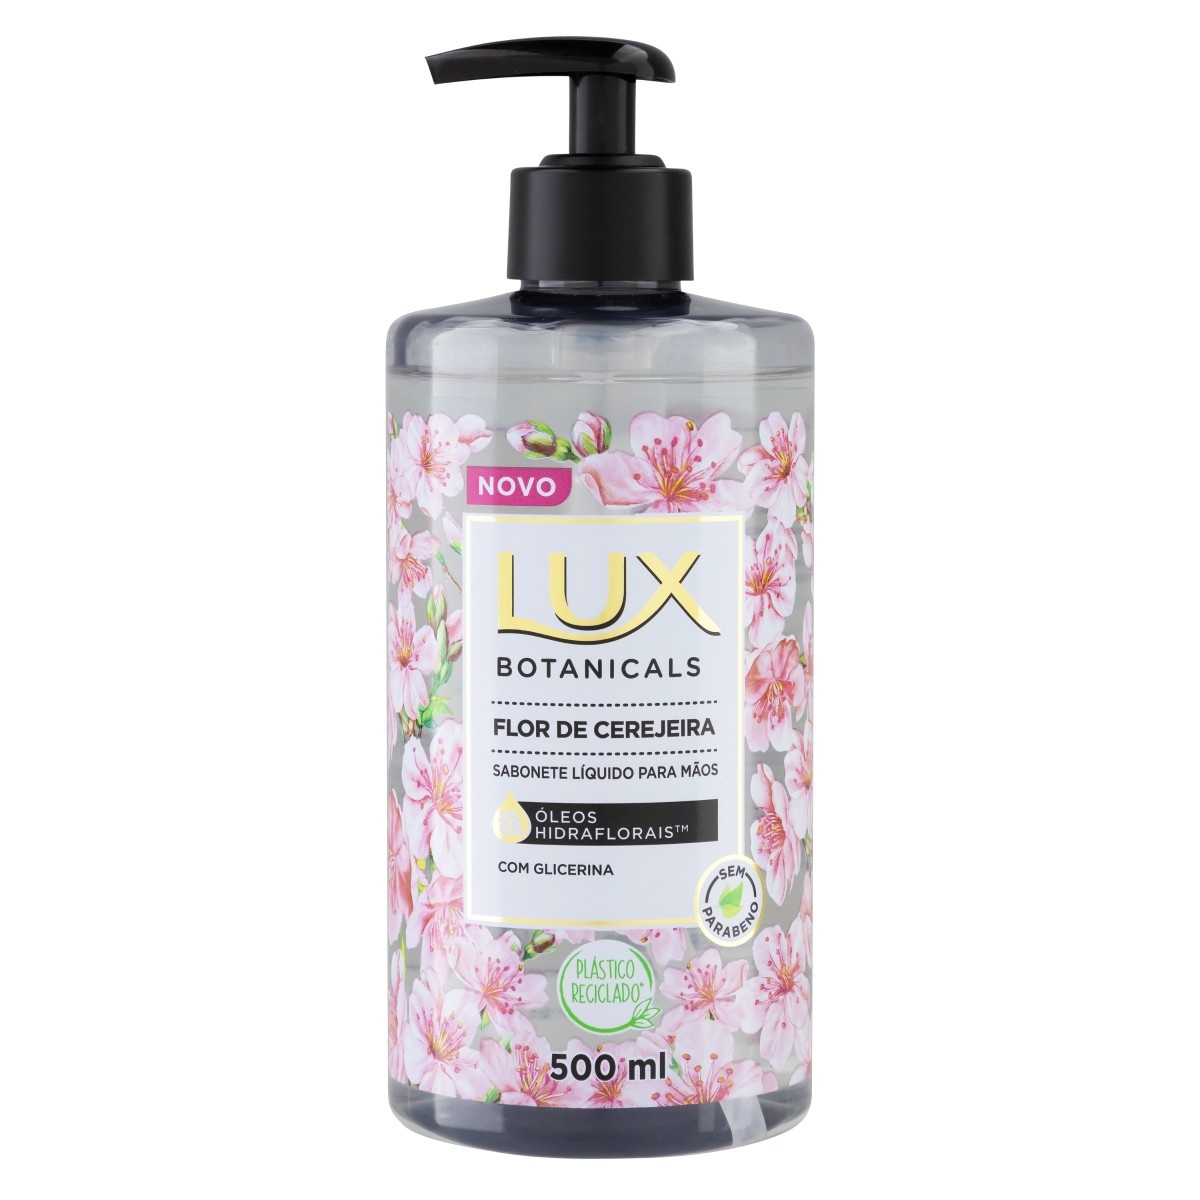 NOVO
LUX
BOTANICALS
FLOR DE CEREJEIRA
SABONETE LÍQUIDO PARA MÃOS
ÓLEOS
HIDRAFLORAIS™
COM GLICERINA
SEM
PARABENO
PLÁSTICO
RECICLADO*
500 ml